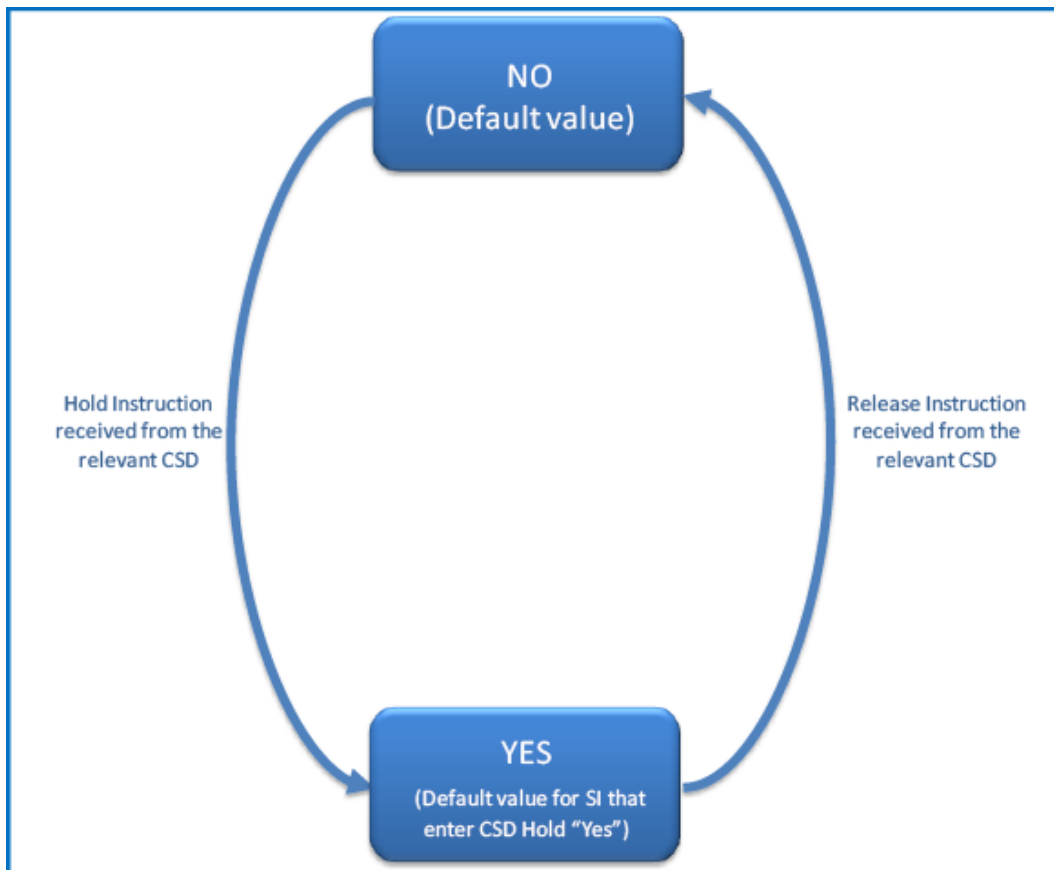 NO
(Default value)
Hold Instruction
received from the
relevant CSD
Release Instruction
received from the
relevant CSD
YES
(Default value for SI that
enter CSD Hold “Yes”)